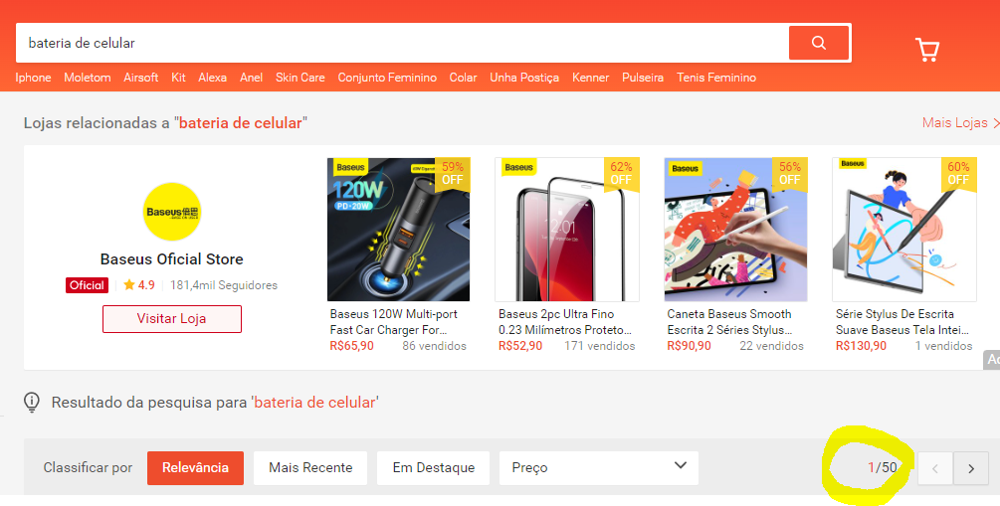 bateria de celular
Iphone Moletom Airsoft Kit Alexa Anel Skin Care Conjunto Feminino Colar Unha Postiça Kenner Pulseira Tenis Feminino
Lojas relacionadas a "bateria de celular"
Mais Lojas
Baseus
Baseus Oficial Store
Oficial 4.9 181,4mil Seguidores
Visitar Loja
Baseus
59%
OFF
120W
PD·20W
Baseus 120W Multi-port
Fast Car Charger For...
R$65,90 86 vendidos
Baseus
62%
OFF
2:01
Baseus 2pc Ultra Fino
0.23 Milímetros Proteto...
R$52,90 171 vendidos
Baseus
56%
OFF
Caneta Baseus Smooth
Escrita 2 Séries Stylus...
R$90,90 22 vendidos
Baseus
60%
OFF
Série Stylus De Escrita
Suave Baseus Tela Intei...
R$130,90 1 vendidos
Resultado da pesquisa para 'bateria de celular'
Classificar por Relevância Mais Recente Em Destaque Preço 1/50